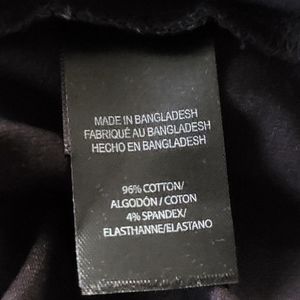 MADE IN BANGLADESH
FABRIQUÉ AU BANGLADESH
HECHO EN BANGLADESH
96% COTTON/
ALGODÓN / COTON
4% SPANDEX/
ELASTHANNE/ELASTANO